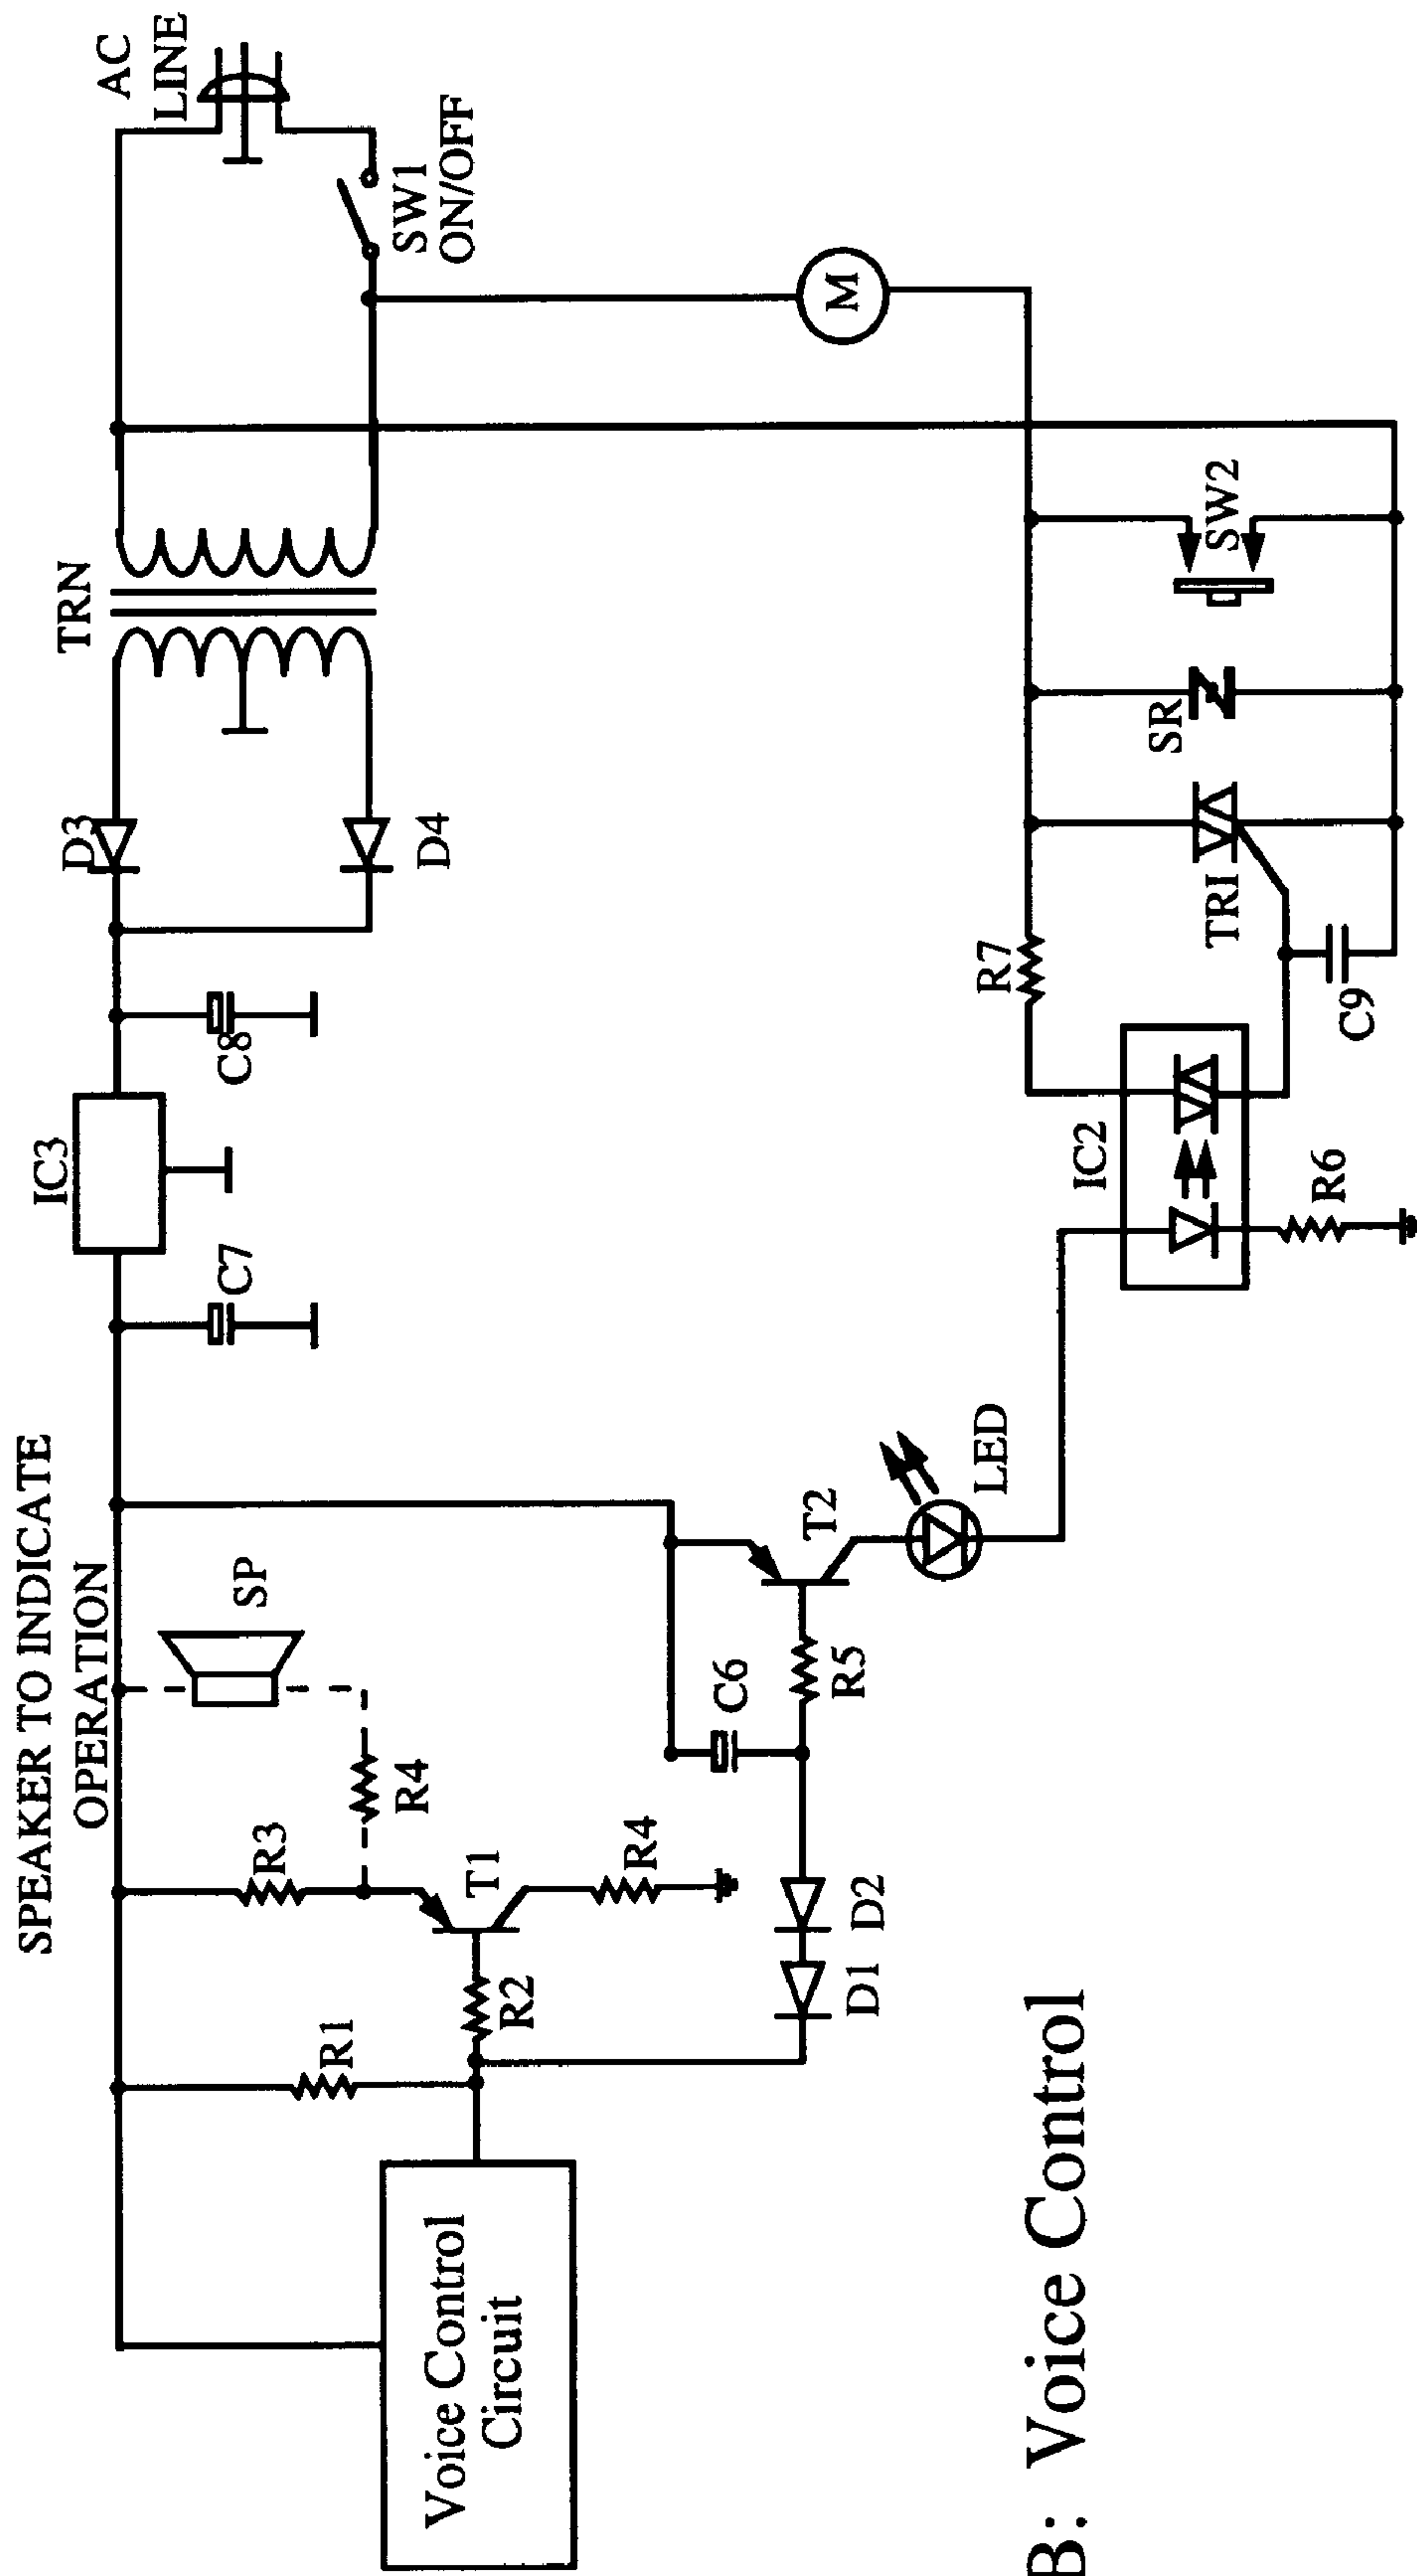 SPEAKER TO INDICATE
OPERATION
SP
IC3
C7
C8
D3
D4
TRN
AC
LINE
SW1
ON/OFF
M
R1
R2
R3
R4
T1
R4
Voice Control
Circuit
D1
D2
C6
R5
T2
LED
IC2
R6
R7
C9
TRI
SR
SW2
B: Voice Control